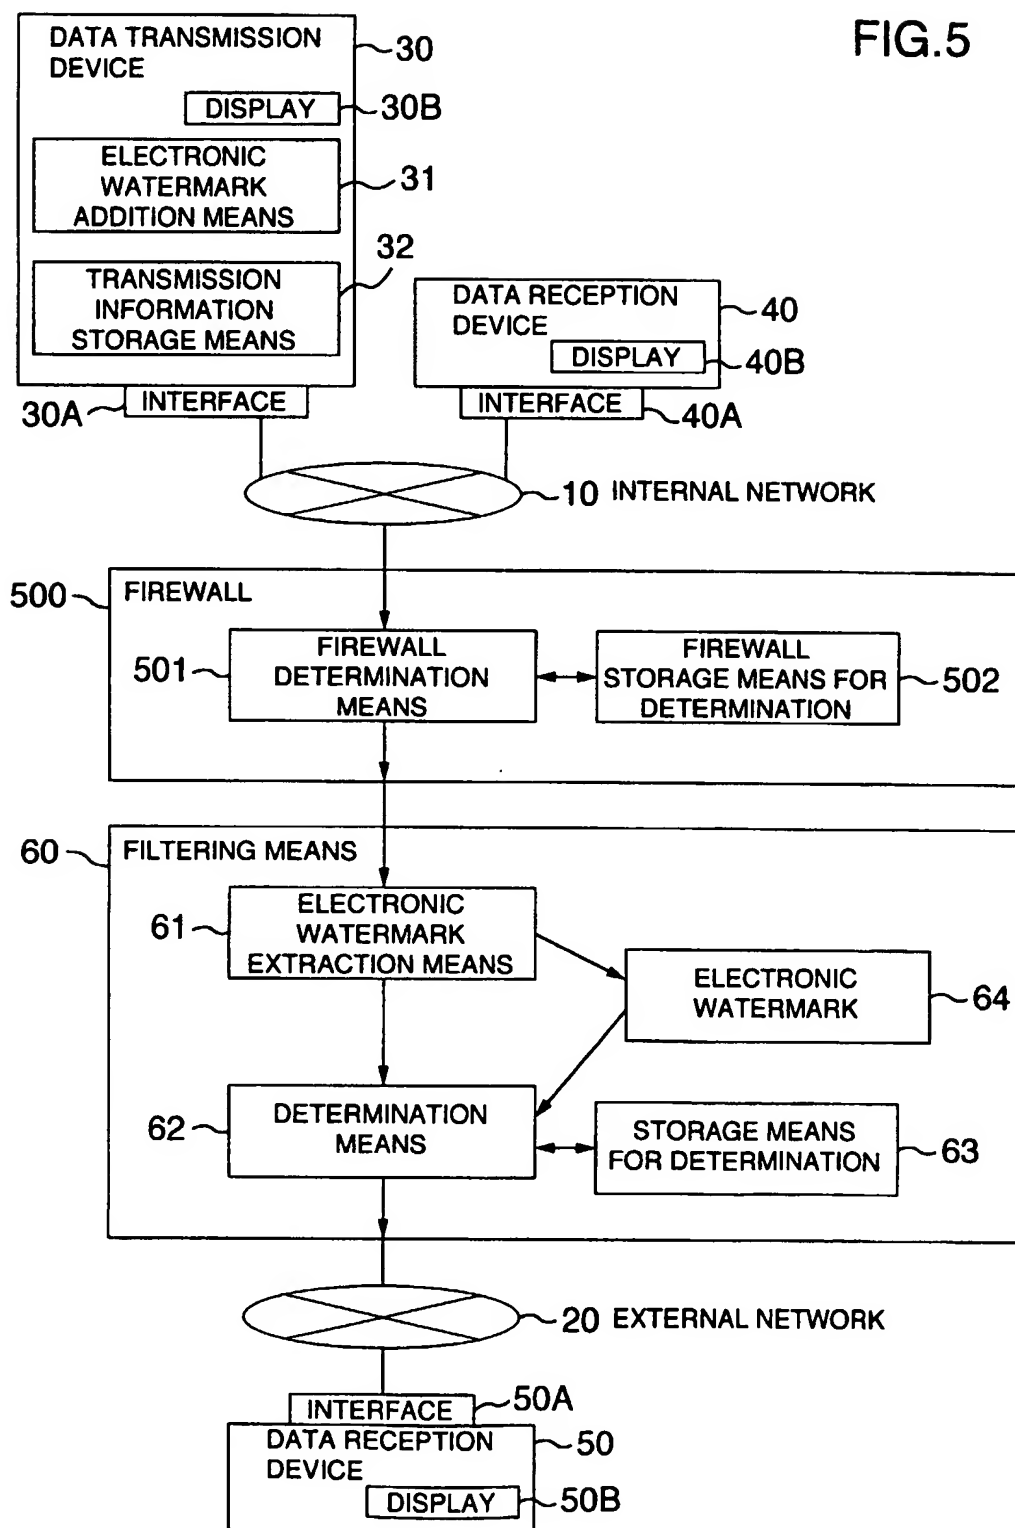 FIG.5
DATA TRANSMISSION
DEVICE
30
DISPLAY
30B
ELECTRONIC
WATERMARK
ADDITION MEANS
31
TRANSMISSION
INFORMATION
STORAGE MEANS
32
INTERFACE
30A
DATA RECEPTION
DEVICE
40
DISPLAY
40B
INTERFACE
40A
10 INTERNAL NETWORK
500
FIREWALL
501
FIREWALL
DETERMINATION
MEANS
FIREWALL
STORAGE MEANS FOR
DETERMINATION
502
60
FILTERING MEANS
61
ELECTRONIC
WATERMARK
EXTRACTION MEANS
ELECTRONIC
WATERMARK
64
62
DETERMINATION
MEANS
STORAGE MEANS
FOR DETERMINATION
63
20 EXTERNAL NETWORK
INTERFACE
50A
DATA RECEPTION
DEVICE
50
DISPLAY
50B